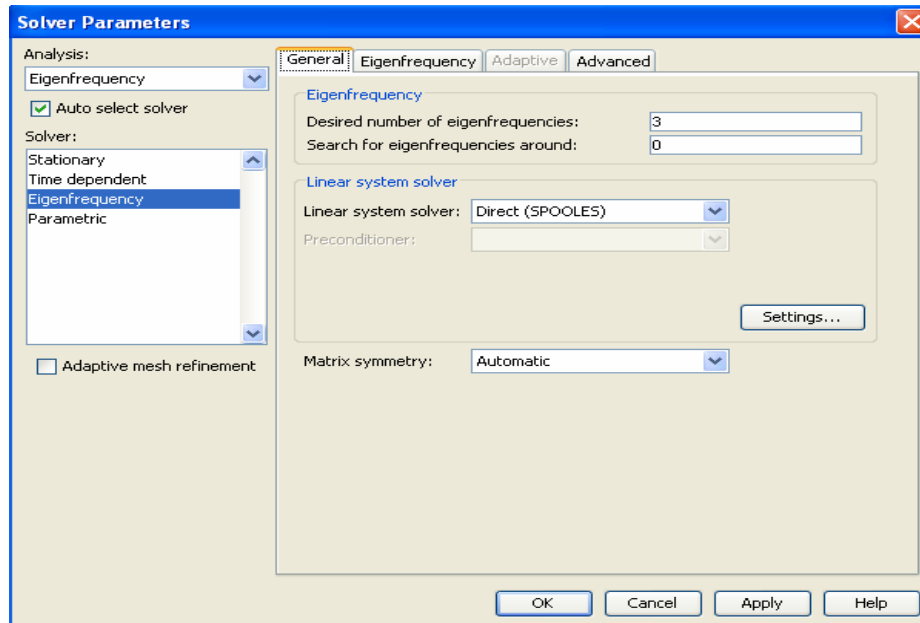 Solver Parameters
Analysis:
Eigenfrequency
Auto select solver
Solver:
Stationary
Time dependent
Eigenfrequency
Parametric
Adaptive mesh refinement
General Eigenfrequency Adaptive Advanced
Eigenfrequency
Desired number of eigenfrequencies: 3
Search for eigenfrequencies around: 0
Linear system solver
Linear system solver: Direct (SPOOLES)
Preconditioner:
Settings...
Matrix symmetry: Automatic
OK Cancel Apply Help